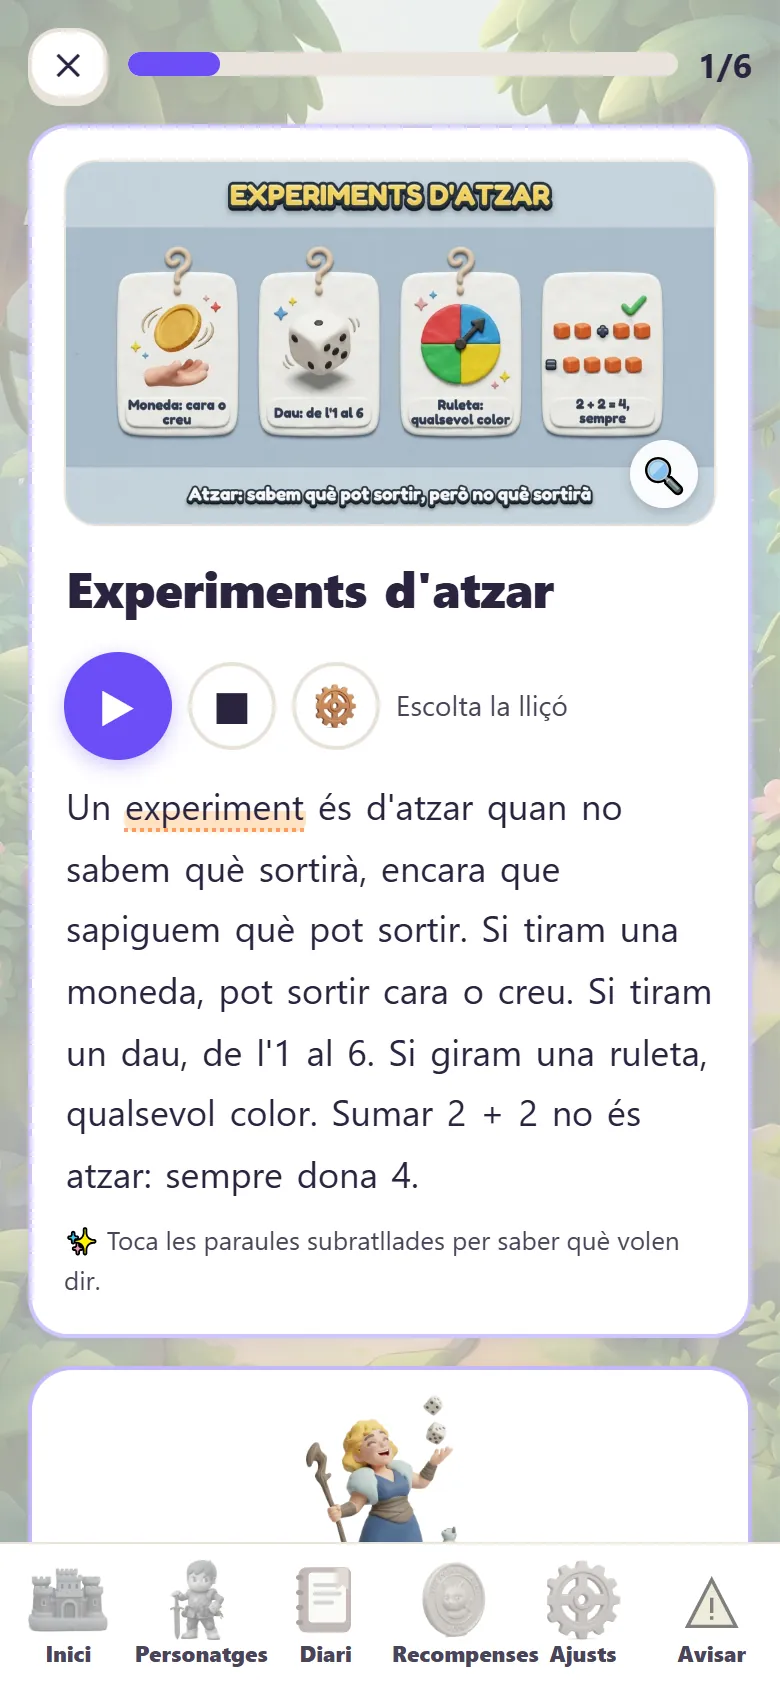 1/6
EXPERIMENTS D'ATZAR
Moneda: cara o
creu
Dau: de l'1 al 6
Ruleta:
qualsevol color
2 + 2 = 4,
sempre
Atzar: sabem què pot sortir, però no què sortirà
Experiments d'atzar
Escolta la lliçó
Un experiment és d'atzar quan no
sabem què sortirà, encara que
sapiguem què pot sortir. Si tiram una
moneda, pot sortir cara o creu. Si tiram
un dau, de l'1 al 6. Si giram una ruleta,
qualsevol color. Sumar 2 + 2 no és
atzar: sempre dona 4.
✨ Toca les paraules subratllades per saber què volen
dir.
Inici
Personatges
Diari
Recompenses
Ajusts
Avisar